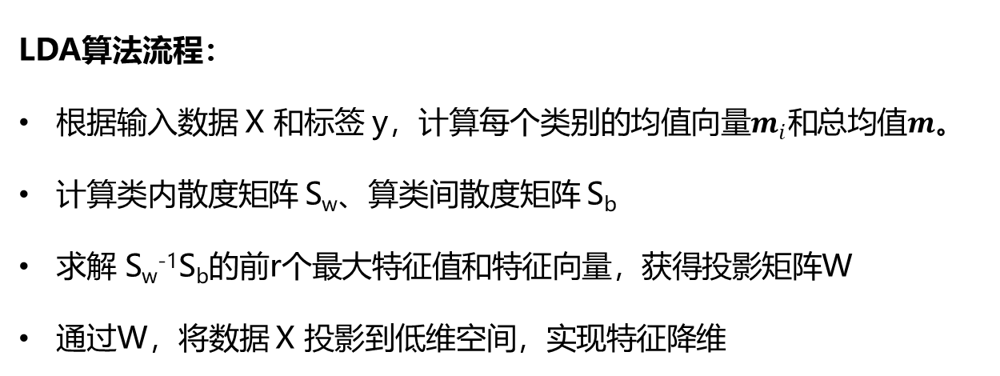 LDA算法流程：
• 根据输入数据 X 和标签 y，计算每个类别的均值向量𝒎ᵢ和总均值𝒎。
• 计算类内散度矩阵 Sw、算类间散度矩阵 Sb
• 求解 Sw⁻¹Sb的前r个最大特征值和特征向量，获得投影矩阵W
• 通过W，将数据 X 投影到低维空间，实现特征降维